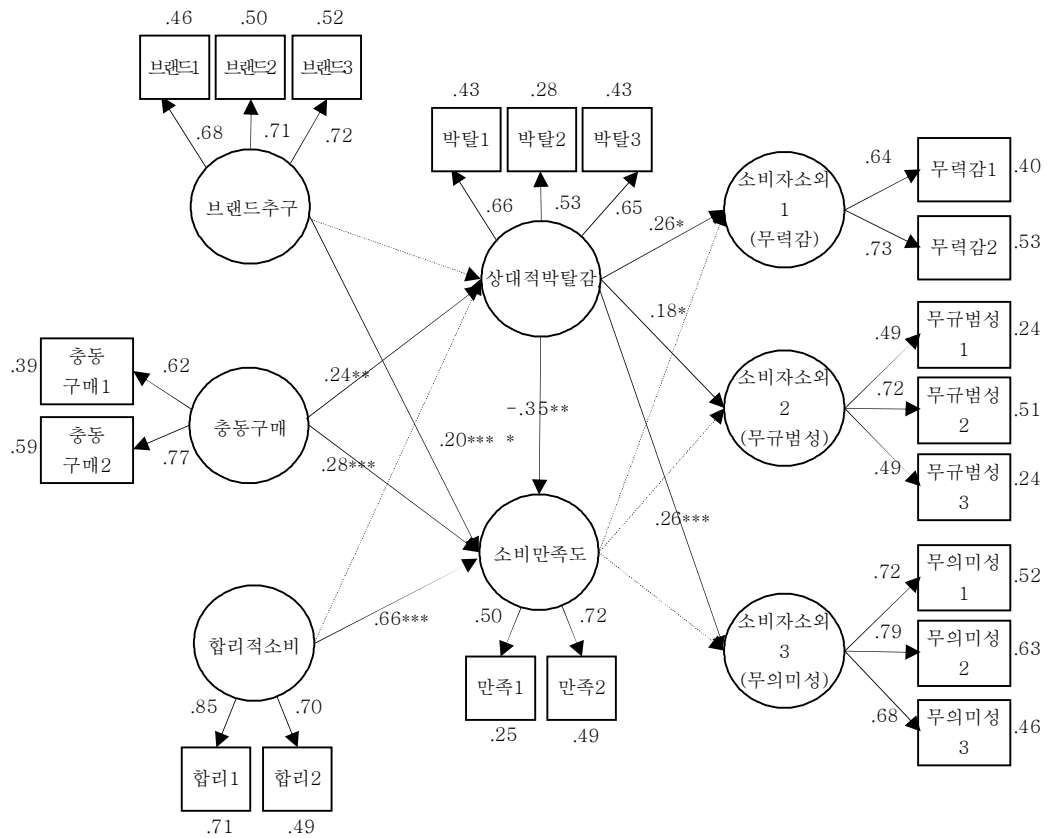 .46 .50 .52
브랜드1 브랜드2 브랜드3
.68 .71 .72
브랜드추구
.43 .28 .43
박탈1 박탈2 박탈3
.66 .53 .65
상대적박탈감
소비자소외
1
(무력감)
.64
.73
무력감1
.40
무력감2
.53
.26*
.18*
.39
충동
구매1
.62
.59
충동
구매2
.77
충동구매
.24**
.28***
-.35**
.20*** *
소비자소외
2
(무규범성)
.49
.72
.49
무규범성
1
.24
무규범성
2
.51
무규범성
3
.24
.26***
소비만족도
.50 .72
만족1 만족2
.25 .49
합리적소비
.66***
.85 .70
합리1 합리2
.71 .49
소비자소외
3
(무의미성)
.72
.79
.68
무의미성
1
.52
무의미성
2
.63
무의미성
3
.46